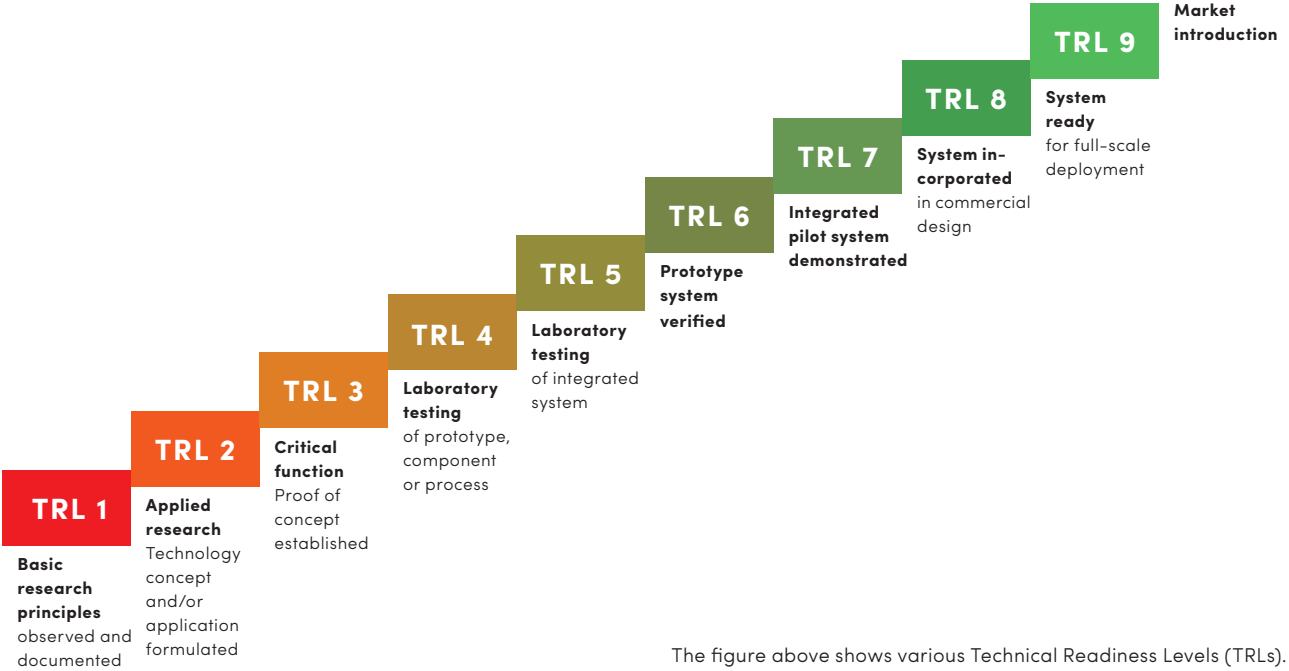 TRL 1
Basic
research
principles
observed and
documented
TRL 2
Applied
research
Technology
concept
and/or
application
formulated
TRL 3
Critical
function
Proof of
concept
established
TRL 4
Laboratory
testing
of prototype,
component
or process
TRL 5
Laboratory
testing
of integrated
system
TRL 6
Prototype
system
verified
TRL 7
Integrated
pilot system
demonstrated
TRL 8
System in-
corporated
in commercial
design
TRL 9
System
ready
for full-scale
deployment
Market
introduction
The figure above shows various Technical Readiness Levels (TRLs).